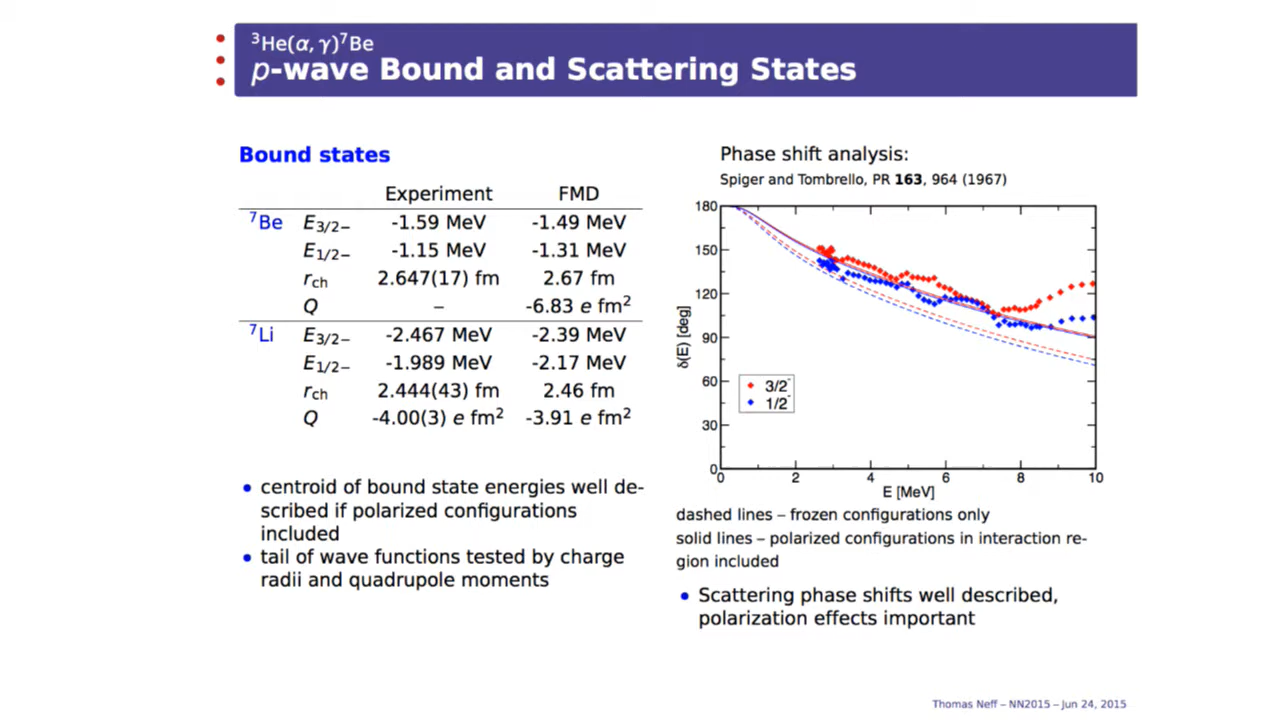 ³He(α, γ)⁷Be
p-wave Bound and Scattering States
Bound states
Experiment FMD
⁷Be E3/2− -1.59 MeV -1.49 MeV
E1/2− -1.15 MeV -1.31 MeV
rch 2.647(17) fm 2.67 fm
Q – -6.83 e fm²
⁷Li E3/2− -2.467 MeV -2.39 MeV
E1/2− -1.989 MeV -2.17 MeV
rch 2.444(43) fm 2.46 fm
Q -4.00(3) e fm² -3.91 e fm²
• centroid of bound state energies well de-
scribed if polarized configurations
included
• tail of wave functions tested by charge
radii and quadrupole moments
Phase shift analysis:
Spiger and Tombrello, PR 163, 964 (1967)
180
150
120
90
60
30
0
δ(E) [deg]
3/2⁻
1/2⁻
0 2 4 6 8 10
E [MeV]
dashed lines – frozen configurations only
solid lines – polarized configurations in interaction re-
gion included
• Scattering phase shifts well described,
polarization effects important
Thomas Neff – NN2015 – Jun 24, 2015